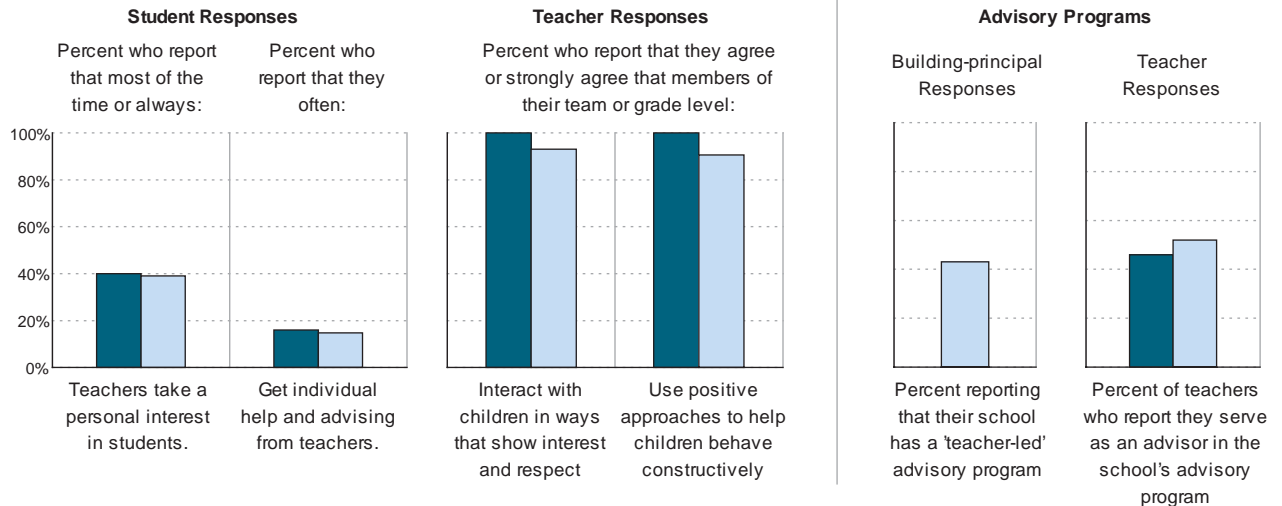 Student Responses
Percent who report
that most of the
time or always:
Percent who
report that they
often:
100%
80%
60%
40%
20%
0%
Teachers take a
personal interest
in students.
Get individual
help and advising
from teachers.
Teacher Responses
Percent who report that they agree
or strongly agree that members of
their team or grade level:
Interact with
children in ways
that show interest
and respect
Use positive
approaches to help
children behave
constructively
Advisory Programs
Building-principal
Responses
Teacher
Responses
Percent reporting
that their school
has a 'teacher-led'
advisory program
Percent of teachers
who report they serve
as an advisor in the
school's advisory
program